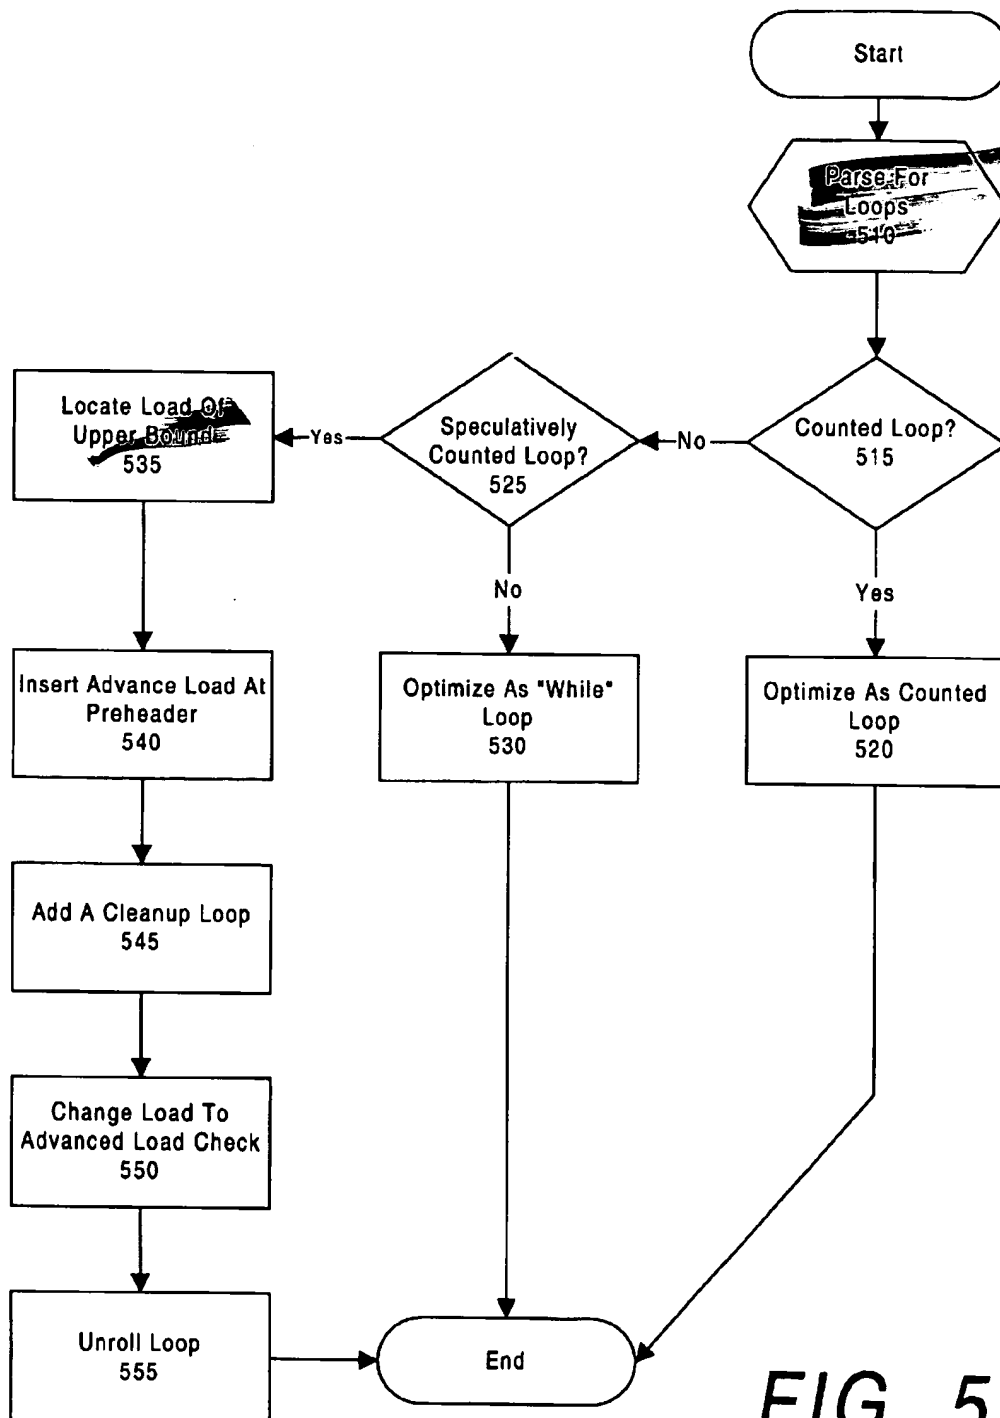 Start
Parse For
Loops
510
Counted Loop?
515
No
Yes
Speculatively
Counted Loop?
525
Yes
No
Locate Load Of
Upper Bound
535
Insert Advance Load At
Preheader
540
Optimize As "While"
Loop
530
Optimize As Counted
Loop
520
Add A Cleanup Loop
545
Change Load To
Advanced Load Check
550
Unroll Loop
555
End
FIG. 5